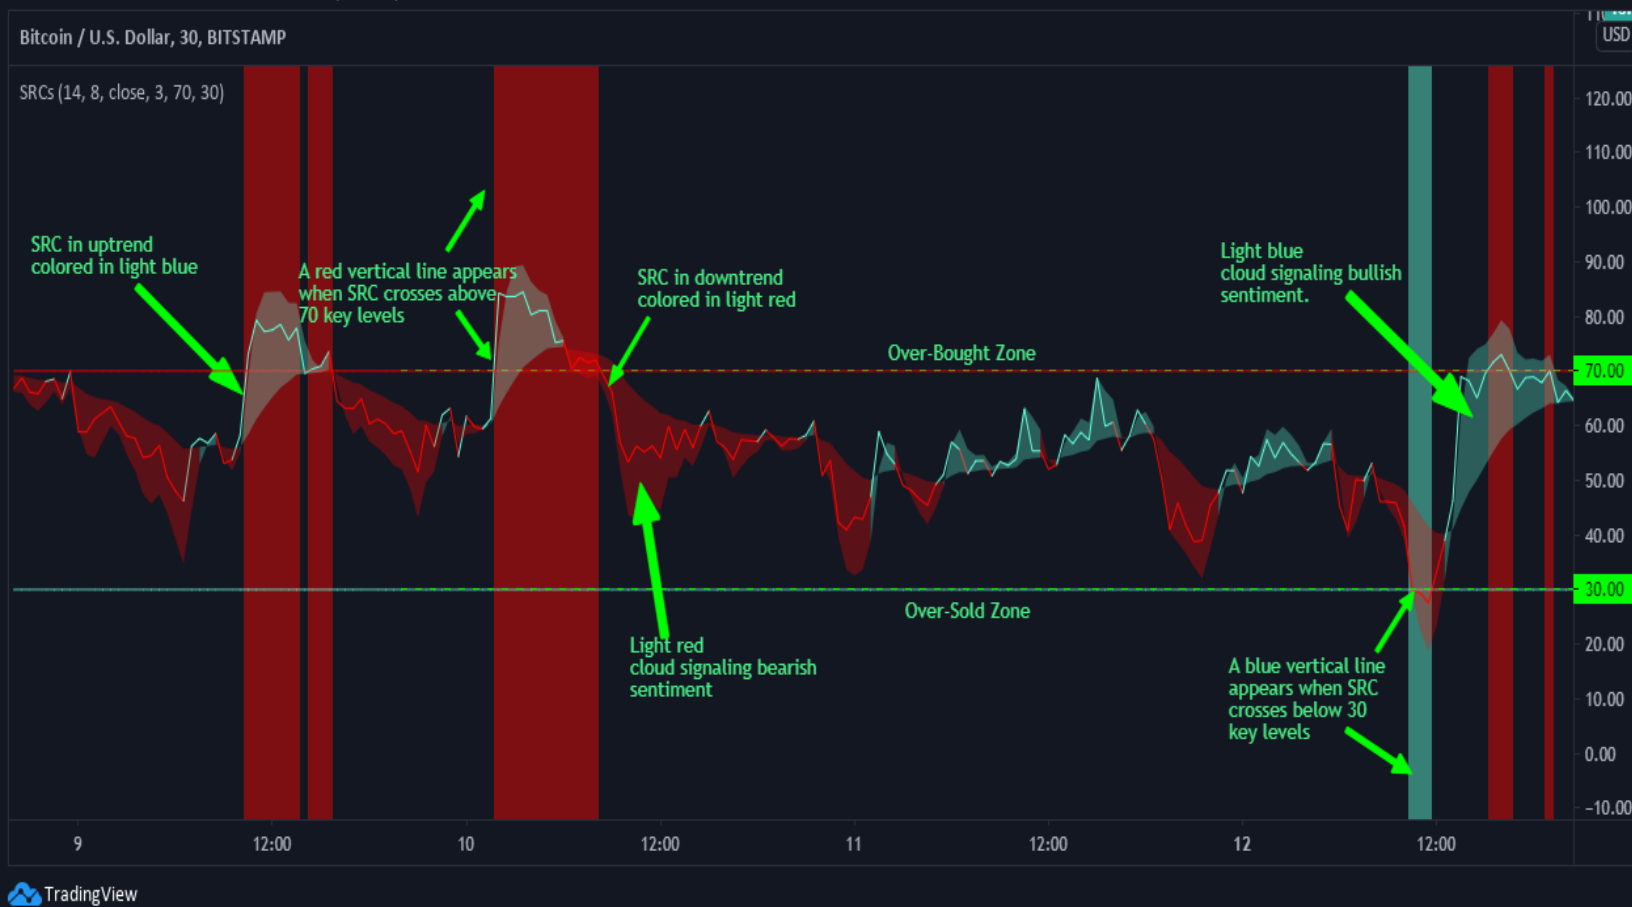 USD
Bitcoin / U.S. Dollar, 30, BITSTAMP
SRCs (14, 8, close, 3, 70, 30)
120.00
110.00
100.00
90.00
80.00
70.00
60.00
50.00
40.00
30.00
20.00
10.00
0.00
−10.00
SRC in uptrend
colored in light blue
A red vertical line appears
when SRC crosses above
70 key levels
SRC in downtrend
colored in light red
Over-Bought Zone
Light blue
cloud signaling bullish
sentiment.
Over-Sold Zone
Light red
cloud signaling bearish
sentiment
A blue vertical line
appears when SRC
crosses below 30
key levels
9
12:00
10
12:00
11
12:00
12
12:00
TradingView